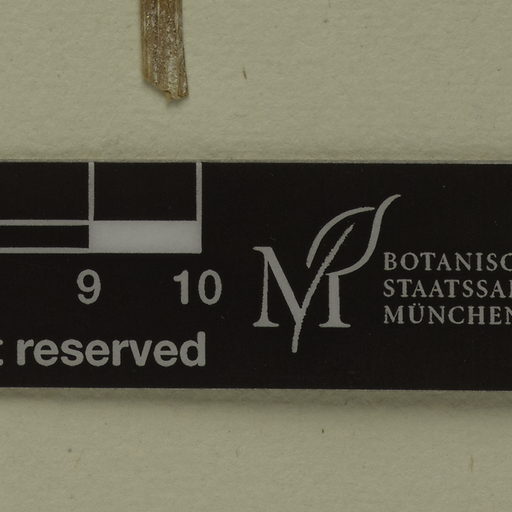 9 10
t reserved
M
BOTANISC
STAATSSA
MÜNCHEN